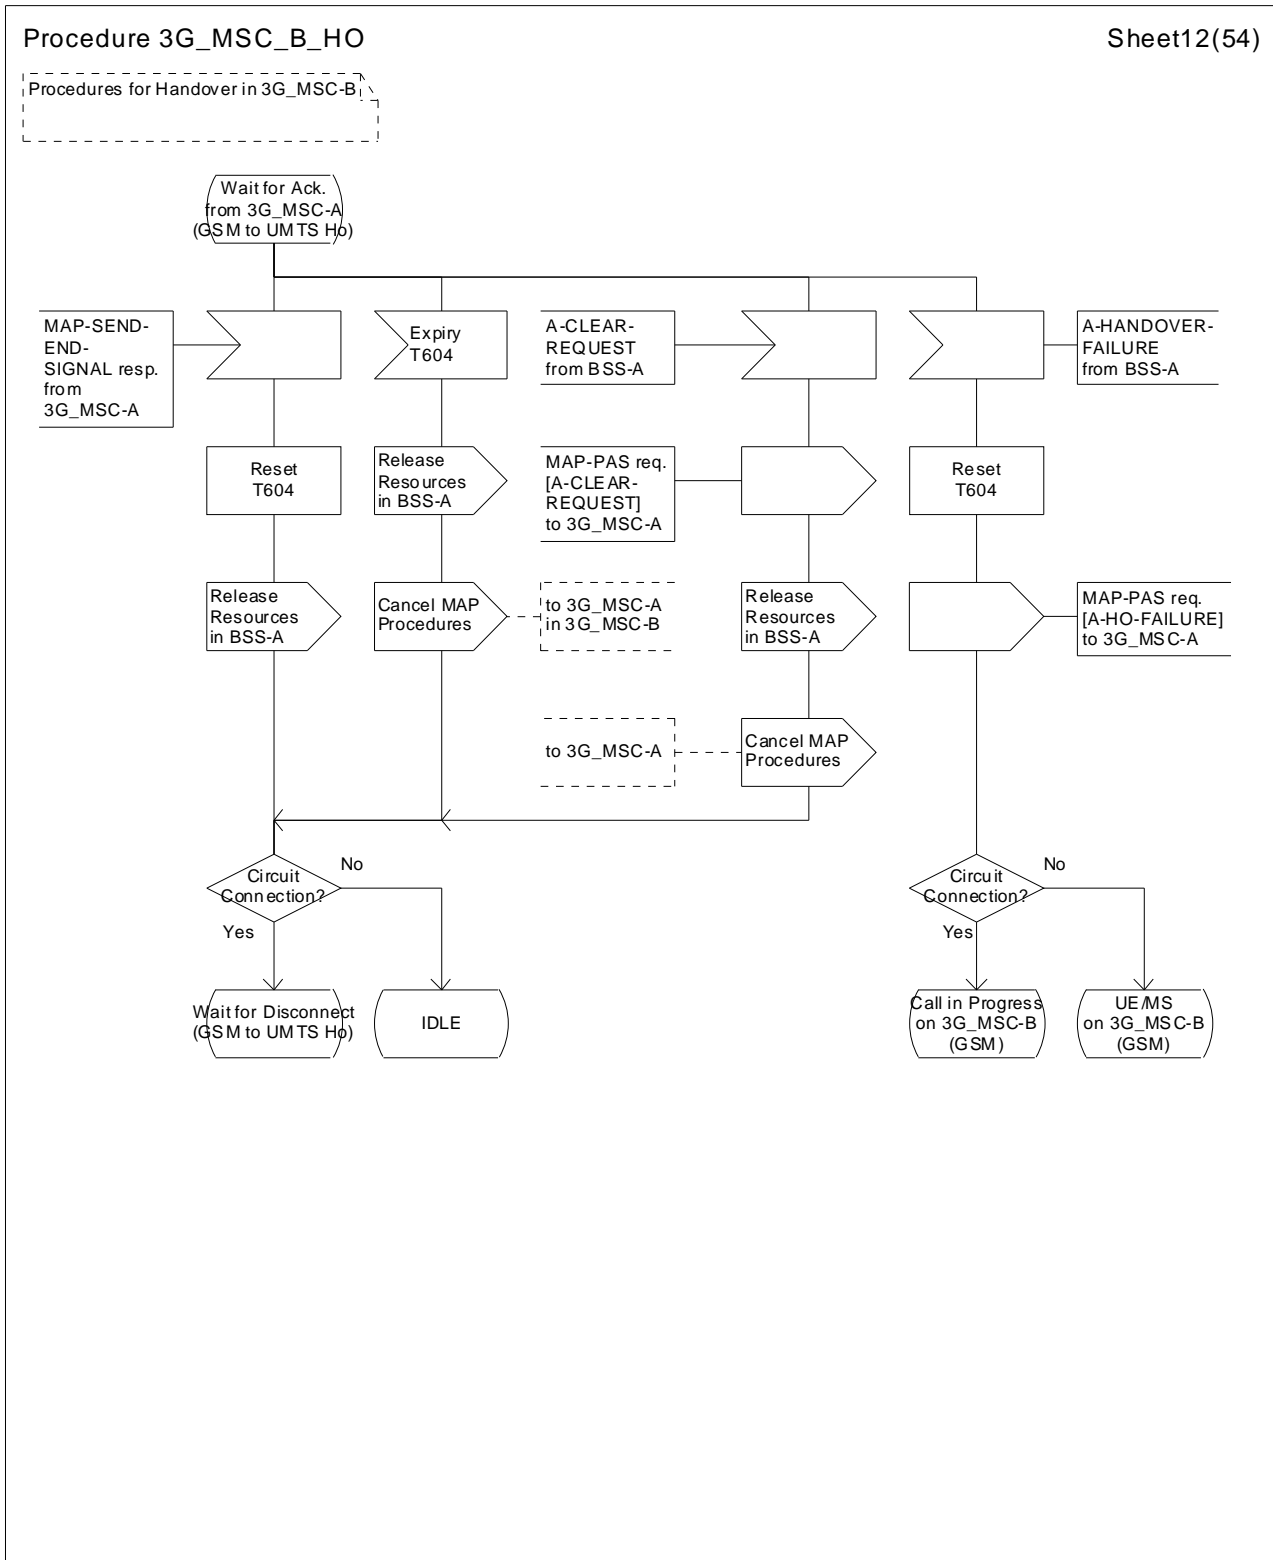 Procedure 3G_MSC_B_HO
Sheet12(54)
Procedures for Handover in 3G_MSC-B
Wait for Ack.
from 3G_MSC-A
(GSM to UMTS Ho)
MAP-SEND-
END-
SIGNAL resp.
from
3G_MSC-A
Expiry
T604
A-CLEAR-
REQUEST
from BSS-A
A-HANDOVER-
FAILURE
from BSS-A
Reset
T604
Release
Resources
in BSS-A
MAP-PAS req.
[A-CLEAR-
REQUEST]
to 3G_MSC-A
Reset
T604
Release
Resources
in BSS-A
Cancel MAP
Procedures
to 3G_MSC-A
in 3G_MSC-B
Release
Resources
in BSS-A
MAP-PAS req.
[A-HO-FAILURE]
to 3G_MSC-A
to 3G_MSC-A
Cancel MAP
Procedures
Circuit
Connection?
No
Yes
Circuit
Connection?
No
Yes
Wait for Disconnect
(GSM to UMTS Ho)
IDLE
Call in Progress
on 3G_MSC-B
(GSM)
UE/MS
on 3G_MSC-B
(GSM)